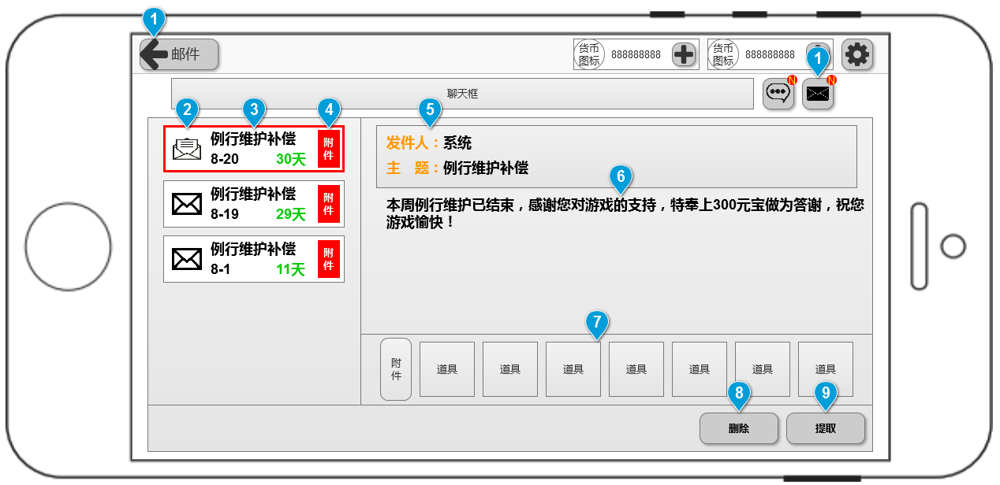 1
邮件
货币
图标
888888888
货币
图标
888888888
1
聊天框
N
N
2
3
4
5
例行维护补偿
8-20
30天
附
件
例行维护补偿
8-19
29天
附
件
例行维护补偿
8-1
11天
附
件
发件人：系统
主 题：例行维护补偿
6
本周例行维护已结束，感谢您对游戏的支持，特奉上300元宝做为答谢，祝您
游戏愉快！
7
附
件
道具
道具
道具
道具
道具
道具
道具
8
9
删除
提取